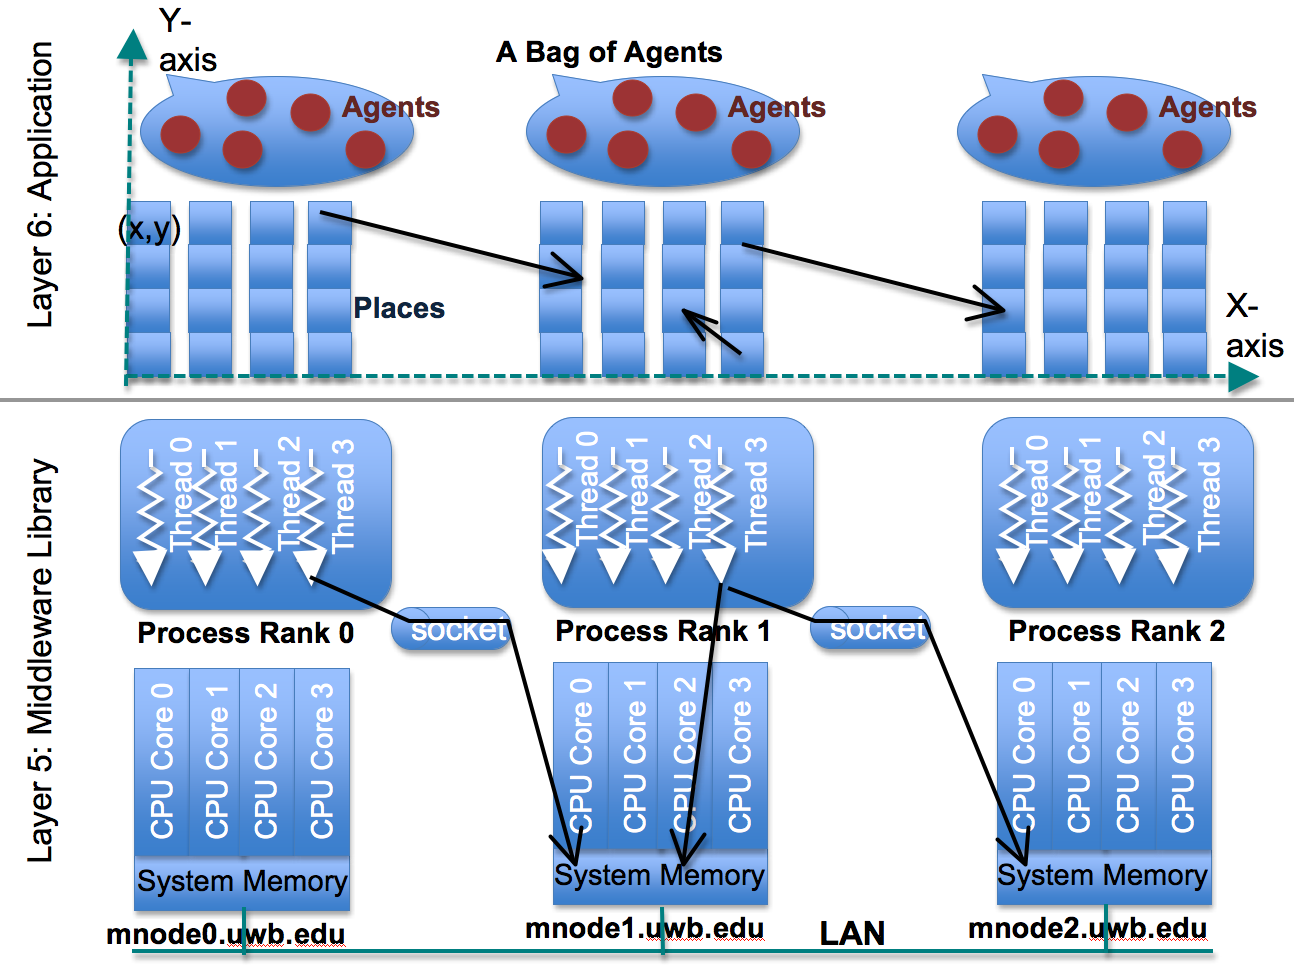 Y-
axis
A Bag of Agents
Agents
Agents
Agents
Layer 6: Application
(x,y)
Places
X-
axis
Layer 5: Middleware Library
Thread 0
Thread 1
Thread 2
Thread 3
Thread 0
Thread 1
Thread 2
Thread 3
Thread 0
Thread 1
Thread 2
Thread 3
Process Rank 0
socket
Process Rank 1
socket
Process Rank 2
CPU Core 0
CPU Core 1
CPU Core 2
CPU Core 3
CPU Core 0
CPU Core 1
CPU Core 2
CPU Core 3
CPU Core 0
CPU Core 1
CPU Core 2
CPU Core 3
System Memory
System Memory
System Memory
mnode0.uwb.edu
mnode1.uwb.edu
LAN
mnode2.uwb.edu